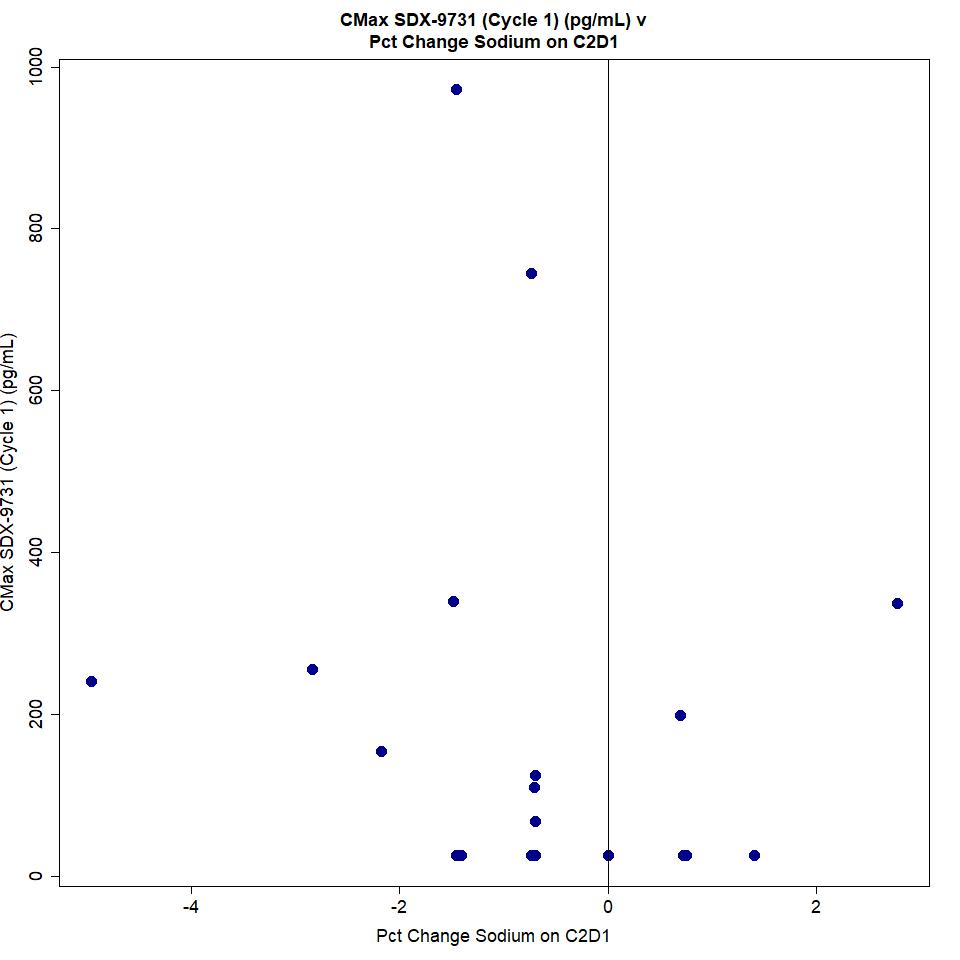 CMax SDX-9731 (Cycle 1) (pg/mL) v
Pct Change Sodium on C2D1
CMax SDX-9731 (Cycle 1) (pg/mL)
1000
800
600
400
200
0
-4
-2
0
2
Pct Change Sodium on C2D1